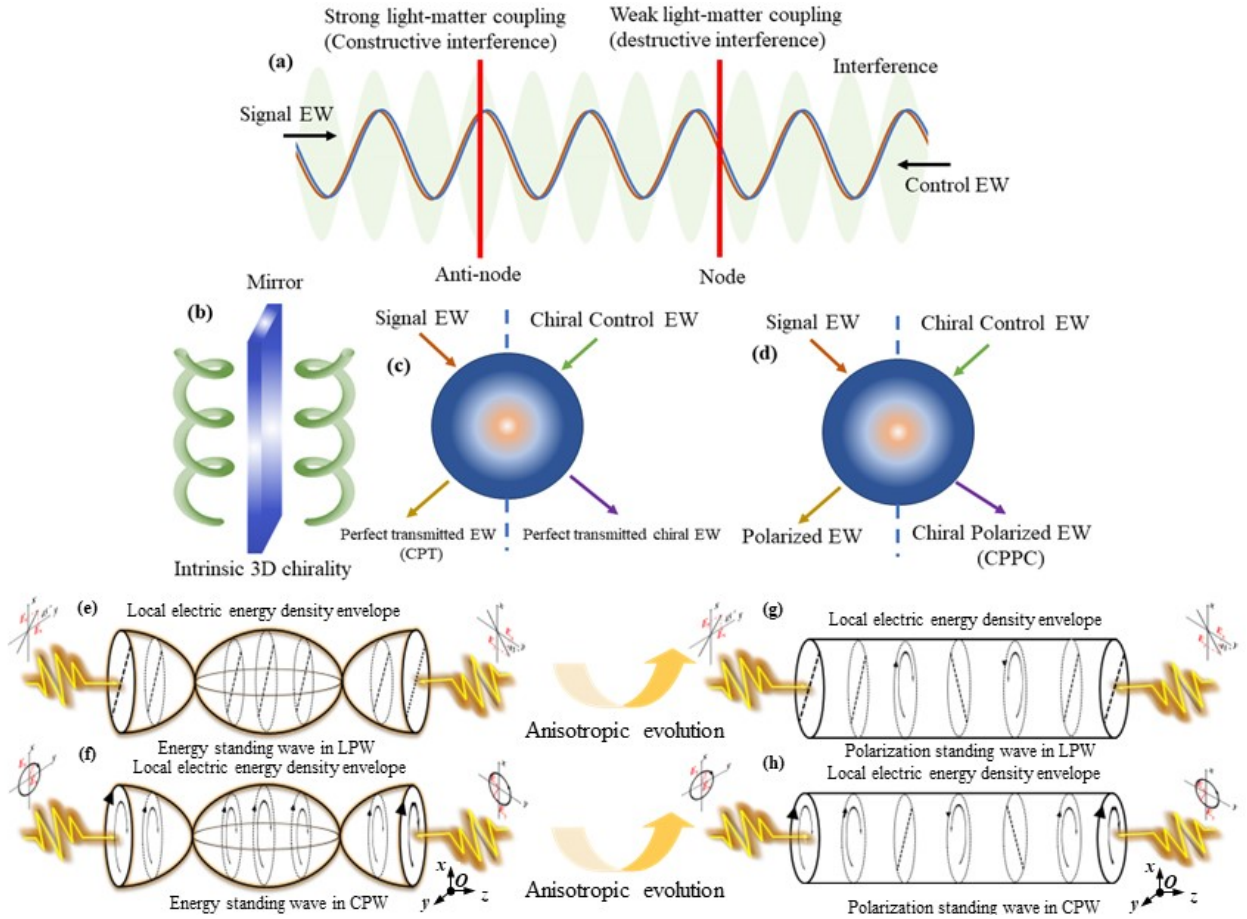 Strong light-matter coupling
(Constructive interference)
Weak light-matter coupling
(destructive interference)
(a)
Interference
Signal EW
Control EW
Anti-node
Node
Mirror
(b)
Intrinsic 3D chirality
Signal EW
Chiral Control EW
(c)
Perfect transmitted EW
(CPT)
Perfect transmitted chiral EW
Signal EW
Chiral Control EW
(d)
Polarized EW
Chiral Polarized EW
(CPPC)
(e)
Local electric energy density envelope
Energy standing wave in LPW
Anisotropic evolution
(g)
Local electric energy density envelope
Polarization standing wave in LPW
(f)
Local electric energy density envelope
Energy standing wave in CPW
x
O
z
y
Anisotropic evolution
(h)
Local electric energy density envelope
Polarization standing wave in CPW
x
O
z
y